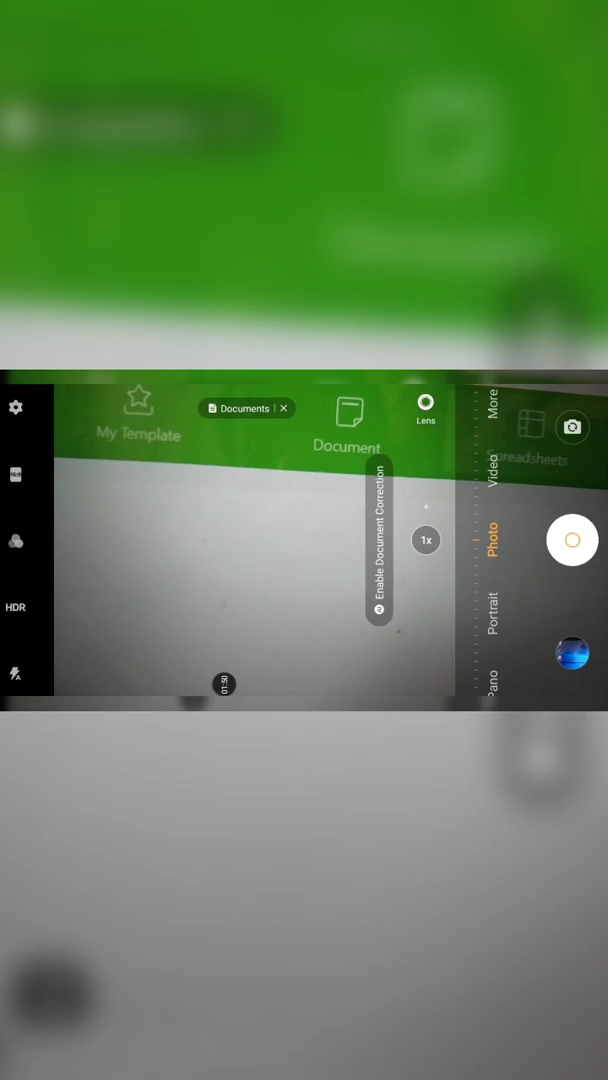 My Template
Documents
Document
Spreadsheets
Lens
Enable Document Correction
1x
01:50
HDR
More
Video
Photo
Portrait
Pano